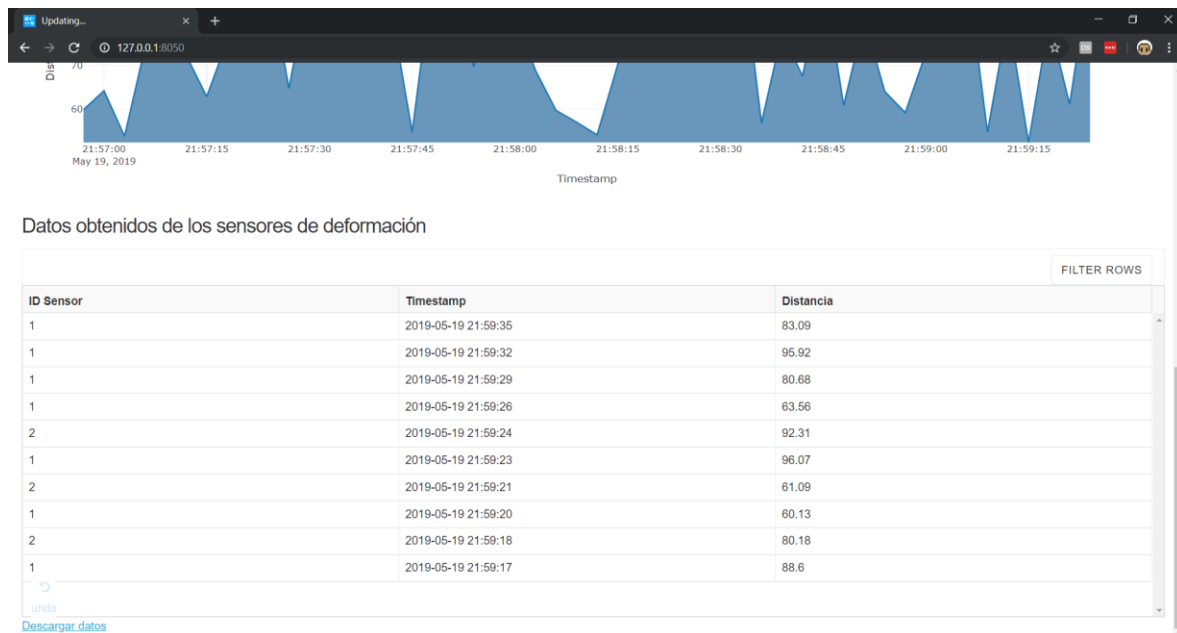 Updating...
127.0.0.1:8050
70
60
21:57:00 21:57:15 21:57:30 21:57:45 21:58:00 21:58:15 21:58:30 21:58:45 21:59:00 21:59:15
May 19, 2019
Timestamp
Datos obtenidos de los sensores de deformación
FILTER ROWS
ID Sensor Timestamp Distancia
1 2019-05-19 21:59:35 83.09
1 2019-05-19 21:59:32 95.92
1 2019-05-19 21:59:29 80.68
1 2019-05-19 21:59:26 63.56
2 2019-05-19 21:59:24 92.31
1 2019-05-19 21:59:23 96.07
2 2019-05-19 21:59:21 61.09
1 2019-05-19 21:59:20 60.13
2 2019-05-19 21:59:18 80.18
1 2019-05-19 21:59:17 88.6
undo
Descargar datos